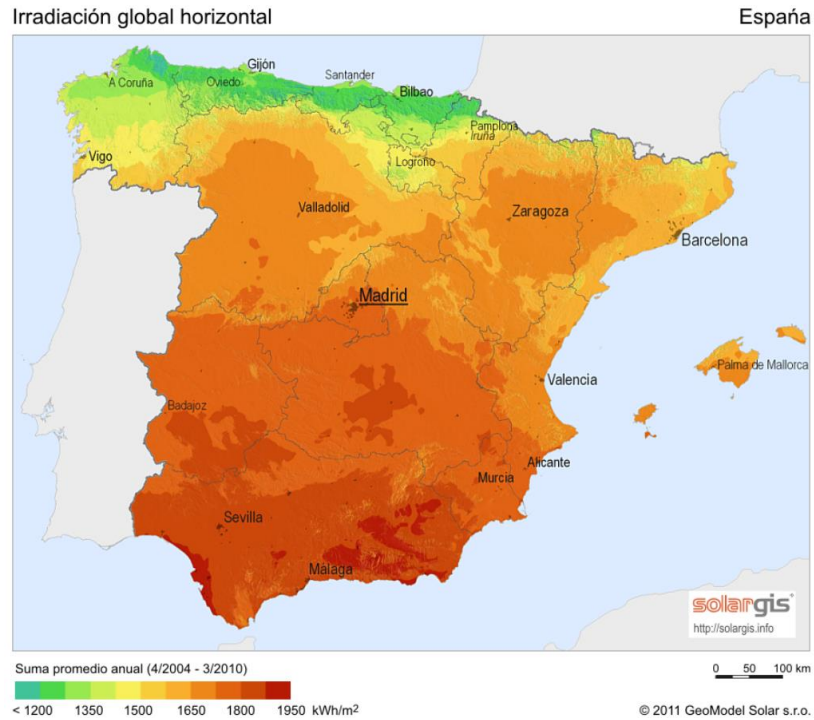 Irradiación global horizontal
España
Gijón
A Coruña
Oviedo
Santander
Bilbao
Pamplona
Iruña
Vigo
Logroño
Valladolid
Zaragoza
Barcelona
Madrid
Palma de Mallorca
Valencia
Badajoz
Alicante
Murcia
Sevilla
Málaga
solargis
http://solargis.info
Suma promedio anual (4/2004 - 3/2010)
0 50 100 km
< 1200 1350 1500 1650 1800 1950 kWh/m²
© 2011 GeoModel Solar s.r.o.